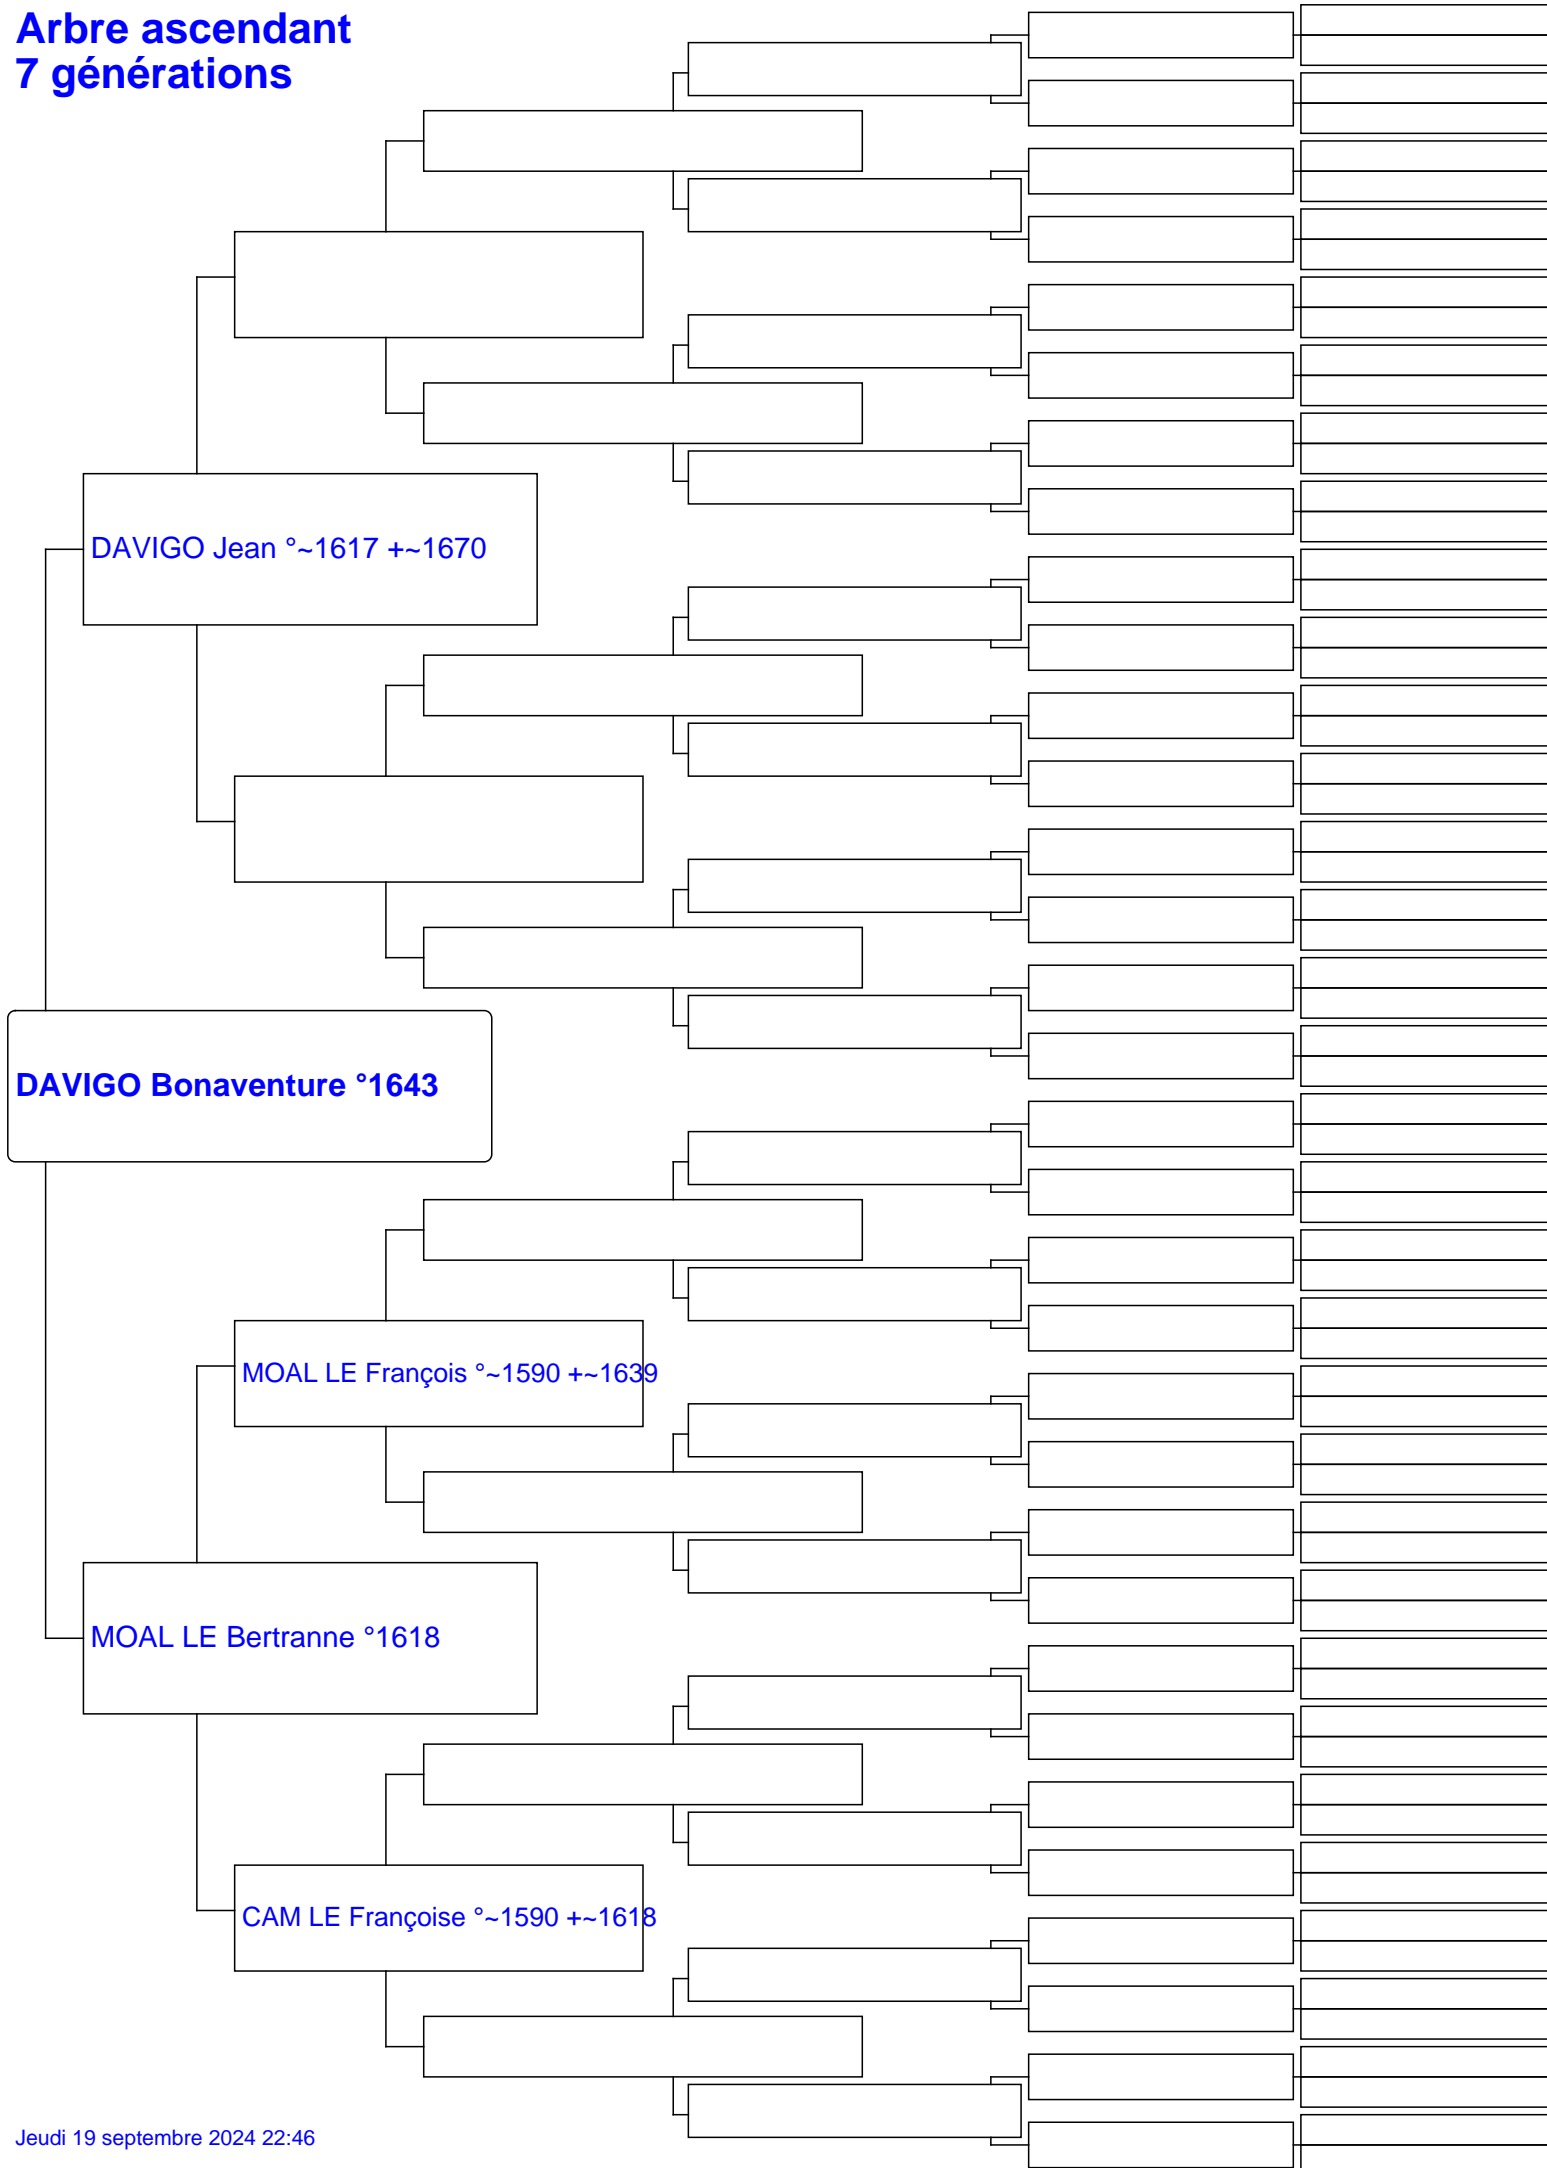 Arbre ascendant
7 générations
DAVIGO Jean °~1617 +~1670
DAVIGO Bonaventure °1643
MOAL LE François °~1590 +~1639
MOAL LE Bertranne °1618
CAM LE Françoise °~1590 +~1618
Jeudi 19 septembre 2024 22:46